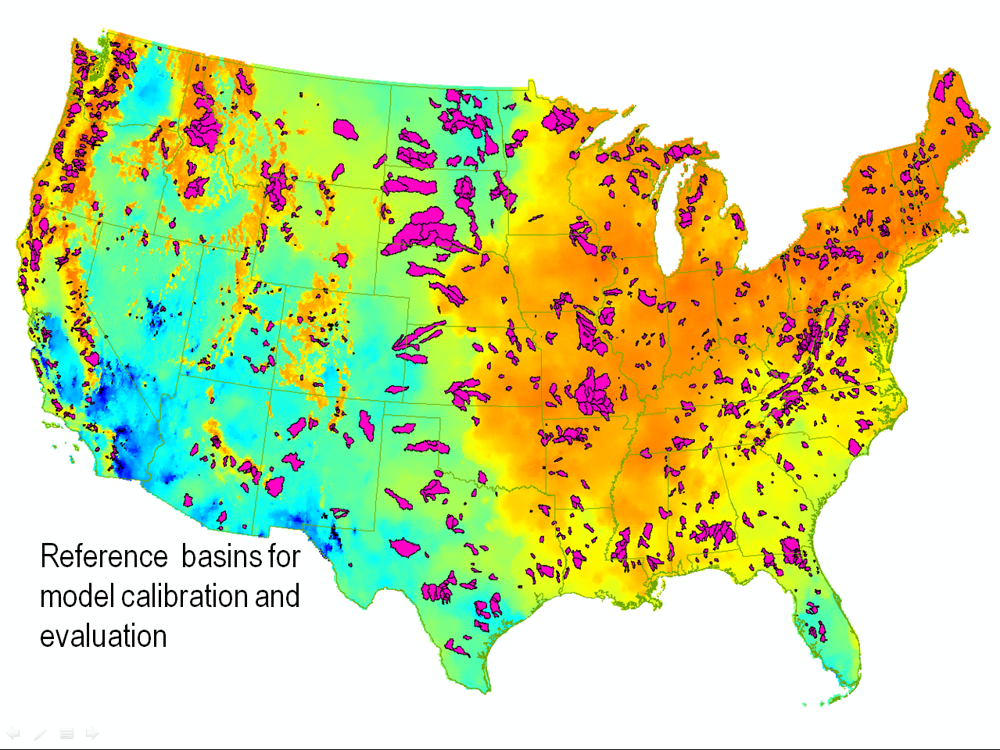 Reference basins for
model calibration and
evaluation